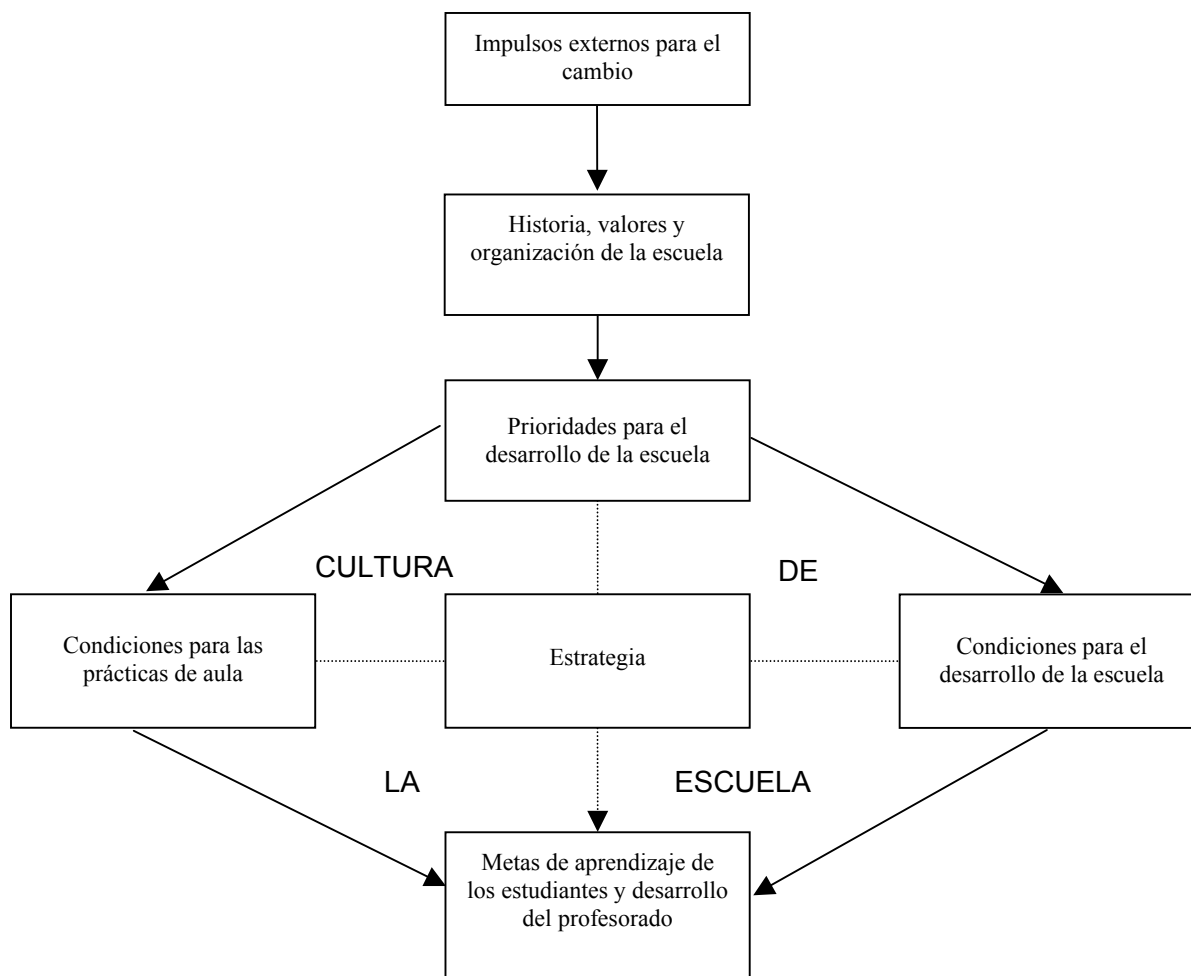 Impulsos externos para el
cambio
Historia, valores y
organización de la escuela
Prioridades para el
desarrollo de la escuela
CULTURA
DE
Condiciones para las
prácticas de aula
Estrategia
Condiciones para el
desarrollo de la escuela
LA
ESCUELA
Metas de aprendizaje de
los estudiantes y desarrollo
del profesorado